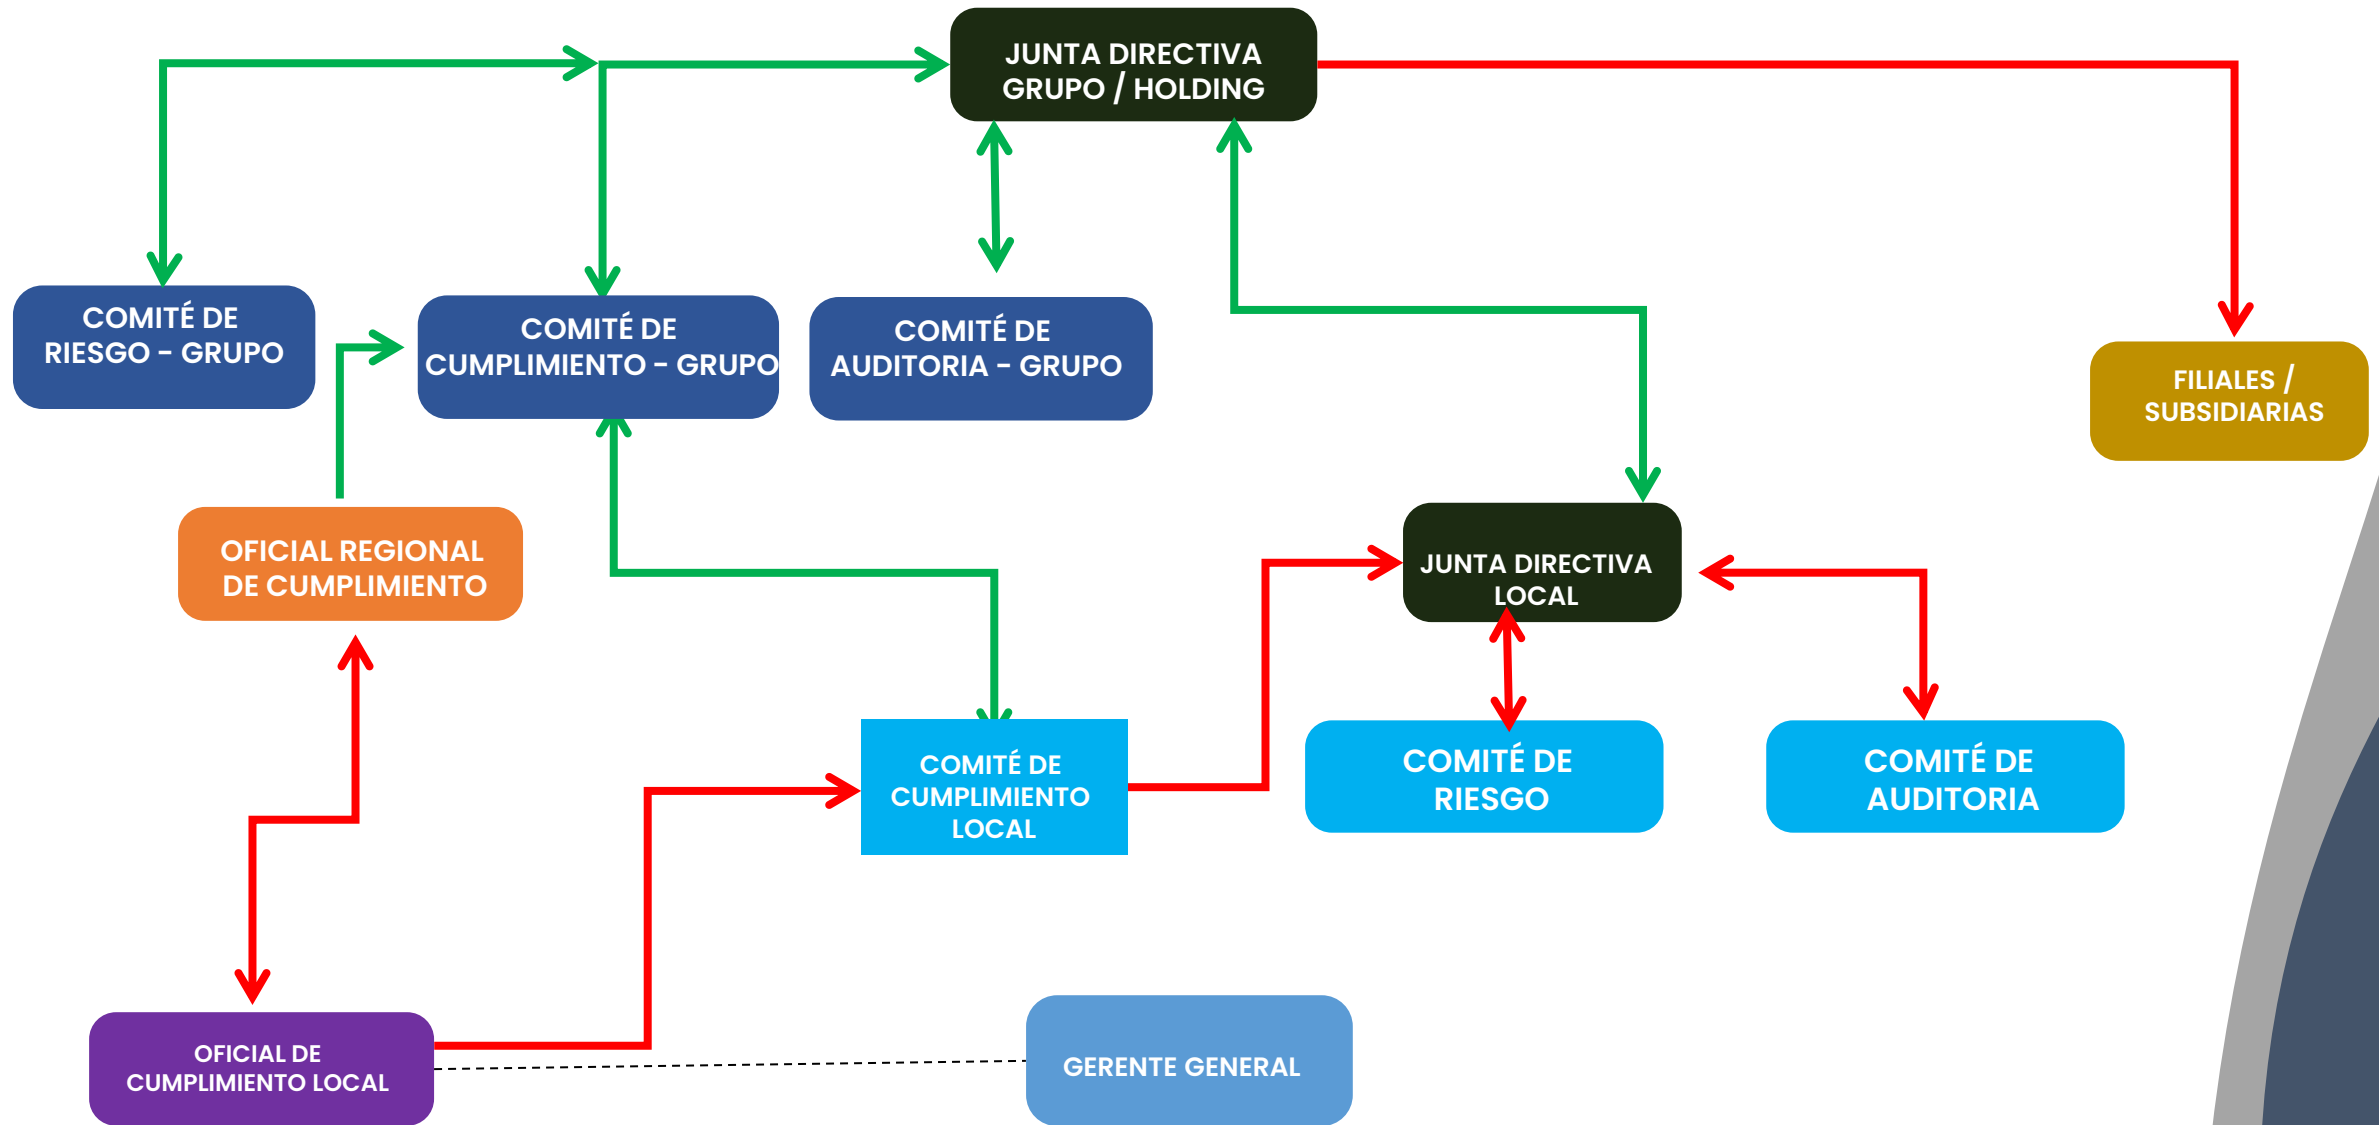 JUNTA DIRECTIVA
GRUPO / HOLDING
COMITÉ DE
RIESGO - GRUPO
COMITÉ DE
CUMPLIMIENTO - GRUPO
COMITÉ DE
AUDITORIA - GRUPO
FILIALES /
SUBSIDIARIAS
OFICIAL REGIONAL
DE CUMPLIMIENTO
JUNTA DIRECTIVA
LOCAL
COMITÉ DE
CUMPLIMIENTO
LOCAL
COMITÉ DE
RIESGO
COMITÉ DE
AUDITORIA
OFICIAL DE
CUMPLIMIENTO LOCAL
GERENTE GENERAL